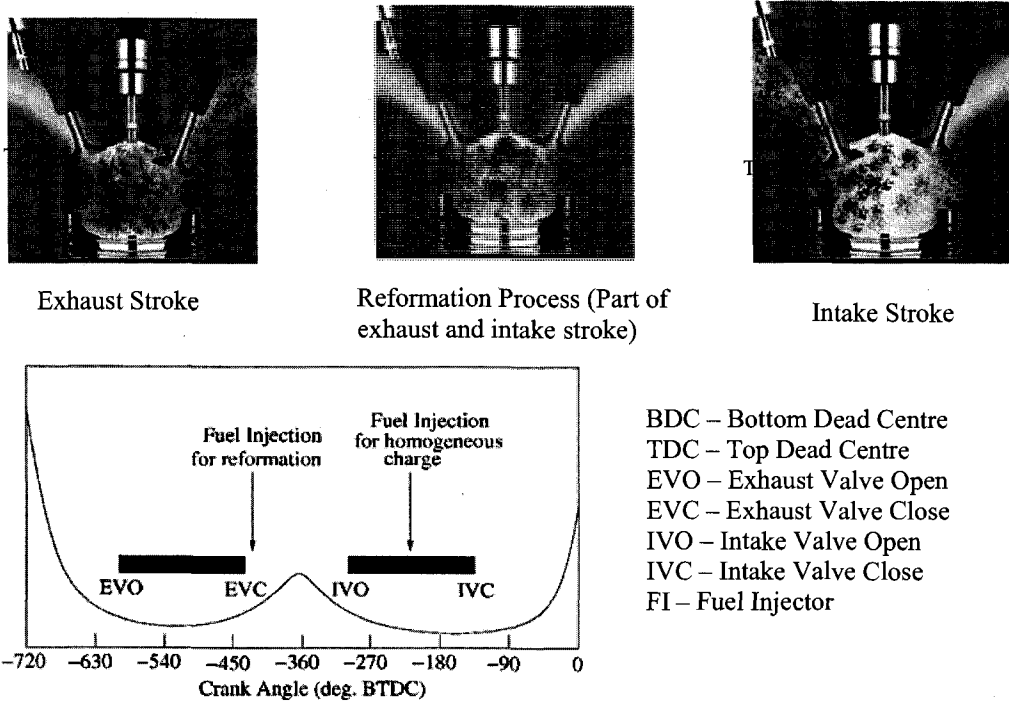 Exhaust Stroke
Reformation Process (Part of
exhaust and intake stroke)
Intake Stroke
T
Fuel Injection
for reformation
Fuel Injection
for homogeneous
charge
EVO
EVC
IVO
IVC
−720 −630 −540 −450 −360 −270 −180 −90 0
Crank Angle (deg. BTDC)
BDC – Bottom Dead Centre
TDC – Top Dead Centre
EVO – Exhaust Valve Open
EVC – Exhaust Valve Close
IVO – Intake Valve Open
IVC – Intake Valve Close
FI – Fuel Injector